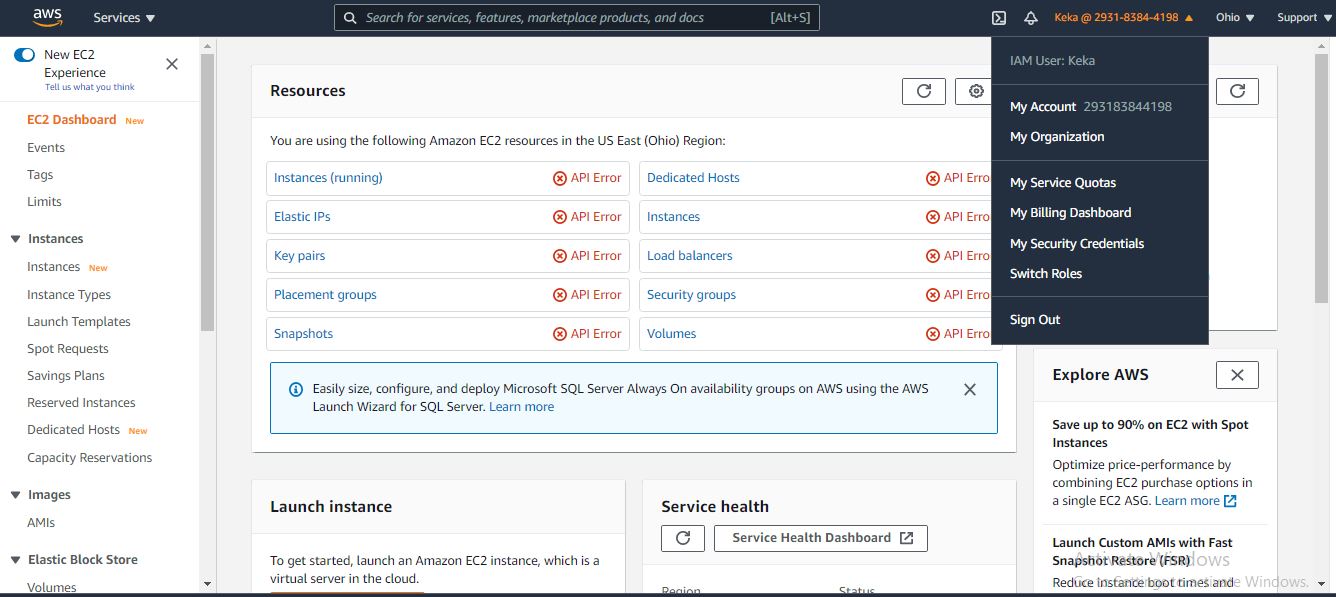 aws
Services
Search for services, features, marketplace products, and docs
[Alt+S]
Keka @ 2931-8384-4198
Ohio
Support
New EC2
Experience
Tell us what you think
EC2 Dashboard New
Events
Tags
Limits
Instances
Instances New
Instance Types
Launch Templates
Spot Requests
Savings Plans
Reserved Instances
Dedicated Hosts New
Capacity Reservations
Images
AMIs
Elastic Block Store
Volumes
Resources
You are using the following Amazon EC2 resources in the US East (Ohio) Region:
Instances (running) API Error
Dedicated Hosts API Erro
Elastic IPs API Error
Instances API Erro
Key pairs API Error
Load balancers API Erro
Placement groups API Error
Security groups API Erro
Snapshots API Error
Volumes API Erro
Easily size, configure, and deploy Microsoft SQL Server Always On availability groups on AWS using the AWS
Launch Wizard for SQL Server. Learn more
Launch instance
To get started, launch an Amazon EC2 instance, which is a
virtual server in the cloud.
Service health
Service Health Dashboard
Region
Status
IAM User: Keka
My Account 293183844198
My Organization
My Service Quotas
My Billing Dashboard
My Security Credentials
Switch Roles
Sign Out
Explore AWS
Save up to 90% on EC2 with Spot
Instances
Optimize price-performance by
combining EC2 purchase options in
a single EC2 ASG. Learn more
Launch Custom AMIs with Fast
Snapshot Restore (FSR)
Reduce instance boot times and
Activate Windows
Go to Settings to activate Windows.